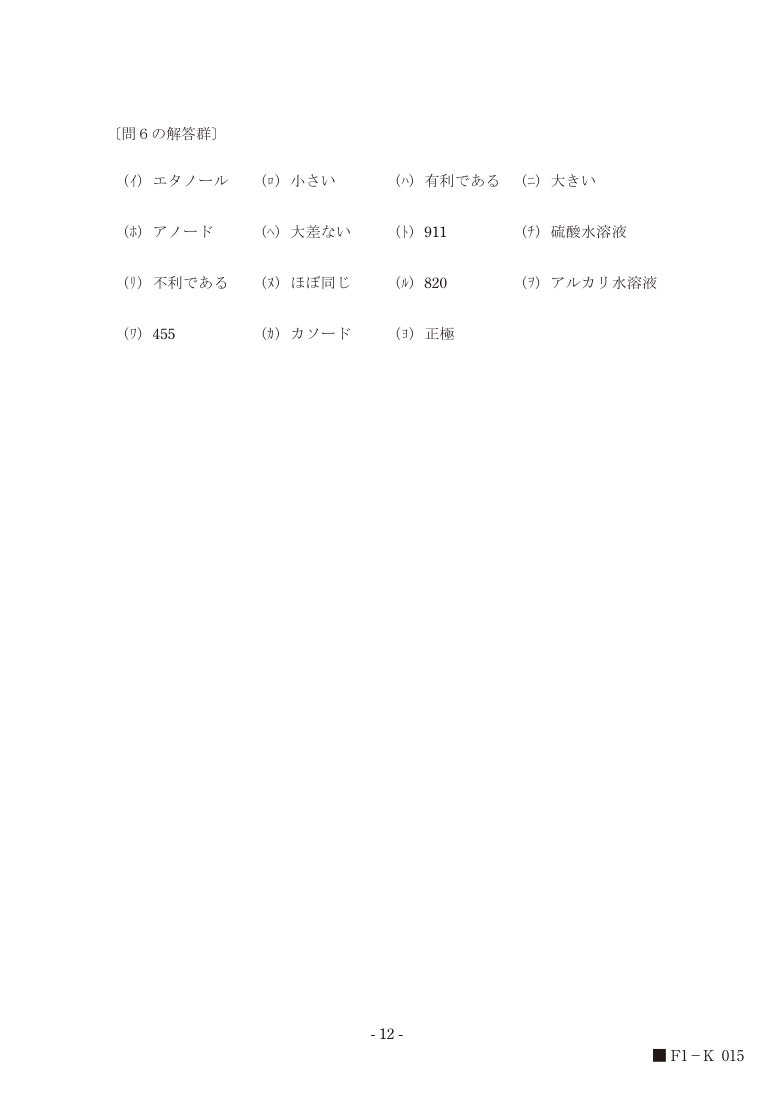 〔問6の解答群〕
(ｲ) エタノール (ﾛ) 小さい (ﾊ) 有利である (ﾆ) 大きい
(ﾎ) アノード (ﾍ) 大差ない (ﾄ) 911 (ﾁ) 硫酸水溶液
(ﾘ) 不利である (ﾇ) ほぼ同じ (ﾙ) 820 (ｦ) アルカリ水溶液
(ﾜ) 455 (ｶ) カソード (ﾖ) 正極
- 12 -
■ F1－K 015